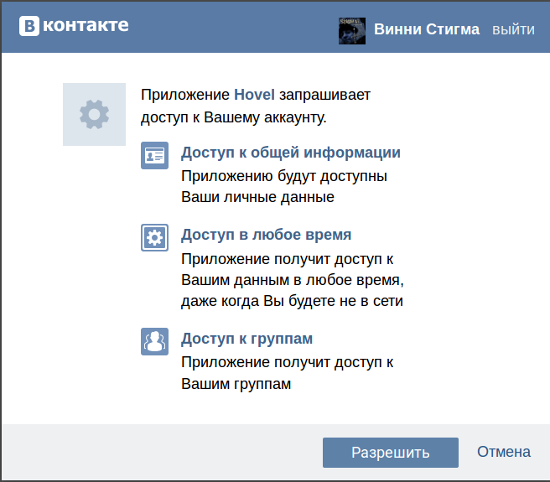 В контакте
Винни Стигма выйти
Приложение Hovel запрашивает
доступ к Вашему аккаунту.
Доступ к общей информации
Приложению будут доступны
Ваши личные данные
Доступ в любое время
Приложение получит доступ к
Вашим данным в любое время,
даже когда Вы будете не в сети
Доступ к группам
Приложение получит доступ к
Вашим группам
Разрешить Отмена